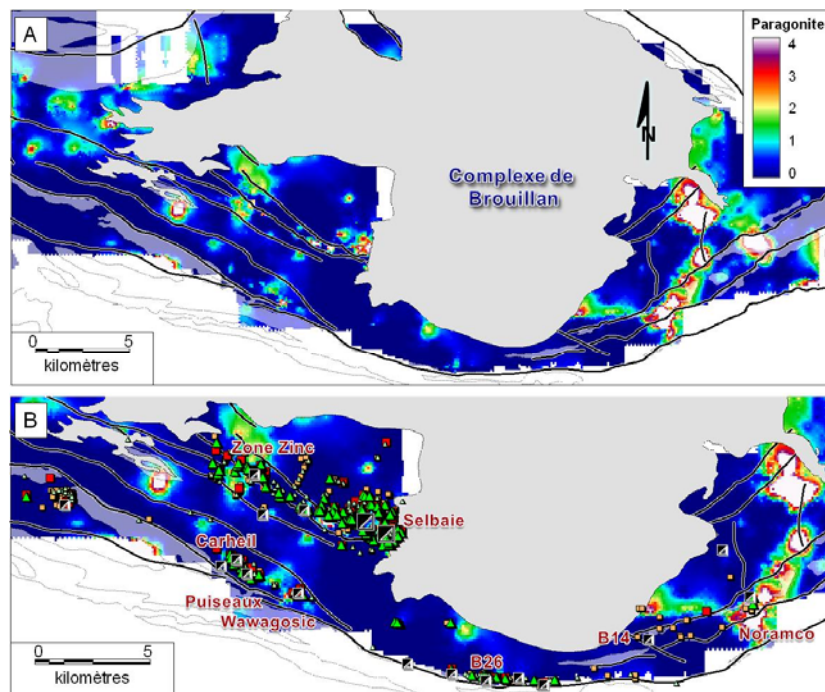 A
Paragonite
4
3
2
1
0
N
Complexe de
Brouillan
0 5
kilomètres
B
Zone Zinc
Selbaie
Carheil
Puiseaux
Wawagosic
B26
B14
Noramco
0 5
kilomètres